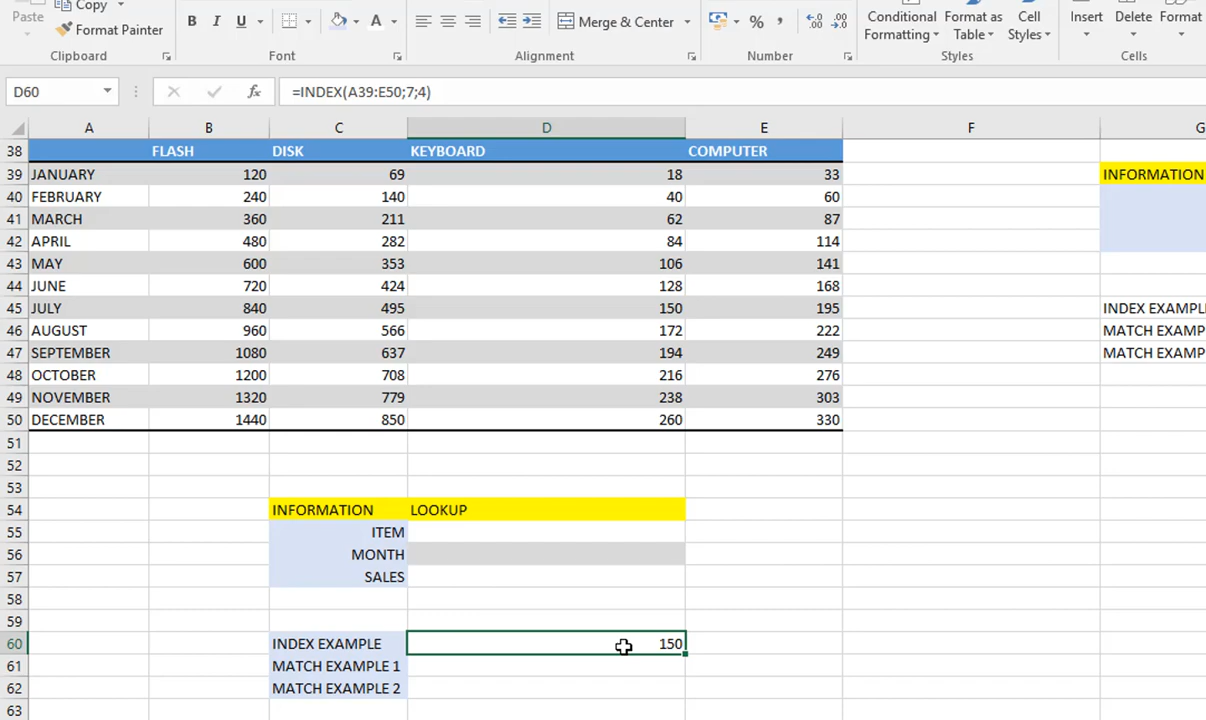 Paste Copy
Format Painter
B I U A
Merge & Center
%
Conditional Formatting
Format as Table
Cell Styles
Insert Delete Format
Clipboard Font Alignment Number Styles Cells
D60 fx =INDEX(A39:E50;7;4)
A B C D E F G
38 FLASH DISK KEYBOARD COMPUTER
39 JANUARY 120 69 18 33 INFORMATION
40 FEBRUARY 240 140 40 60
41 MARCH 360 211 62 87
42 APRIL 480 282 84 114
43 MAY 600 353 106 141
44 JUNE 720 424 128 168
45 JULY 840 495 150 195 INDEX EXAMPL
46 AUGUST 960 566 172 222 MATCH EXAMP
47 SEPTEMBER 1080 637 194 249 MATCH EXAMP
48 OCTOBER 1200 708 216 276
49 NOVEMBER 1320 779 238 303
50 DECEMBER 1440 850 260 330
51
52
53
54 INFORMATION LOOKUP
55 ITEM
56 MONTH
57 SALES
58
59
60 INDEX EXAMPLE 150
61 MATCH EXAMPLE 1
62 MATCH EXAMPLE 2
63